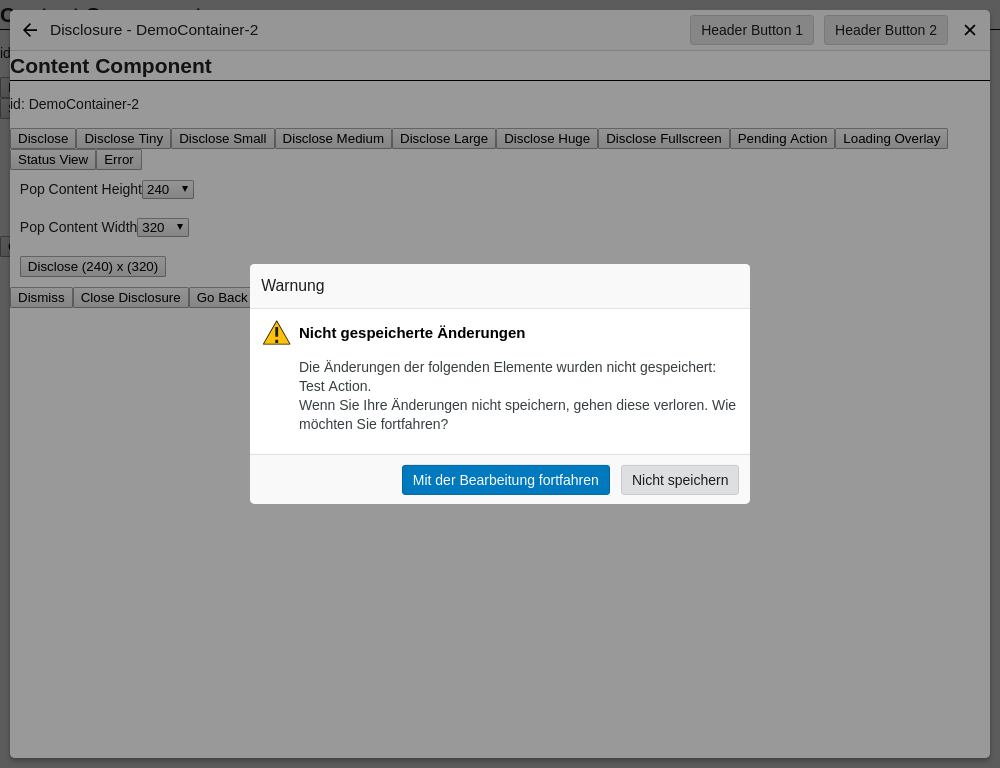 Disclosure - DemoContainer-2
Header Button 1
Header Button 2
Content Component
id: DemoContainer-2
Disclose
Disclose Tiny
Disclose Small
Disclose Medium
Disclose Large
Disclose Huge
Disclose Fullscreen
Pending Action
Loading Overlay
Status View
Error
Pop Content Height 240
Pop Content Width 320
Disclose (240) x (320)
Dismiss
Close Disclosure
Go Back
Warnung
Nicht gespeicherte Änderungen
Die Änderungen der folgenden Elemente wurden nicht gespeichert:
Test Action.
Wenn Sie Ihre Änderungen nicht speichern, gehen diese verloren. Wie
möchten Sie fortfahren?
Mit der Bearbeitung fortfahren
Nicht speichern